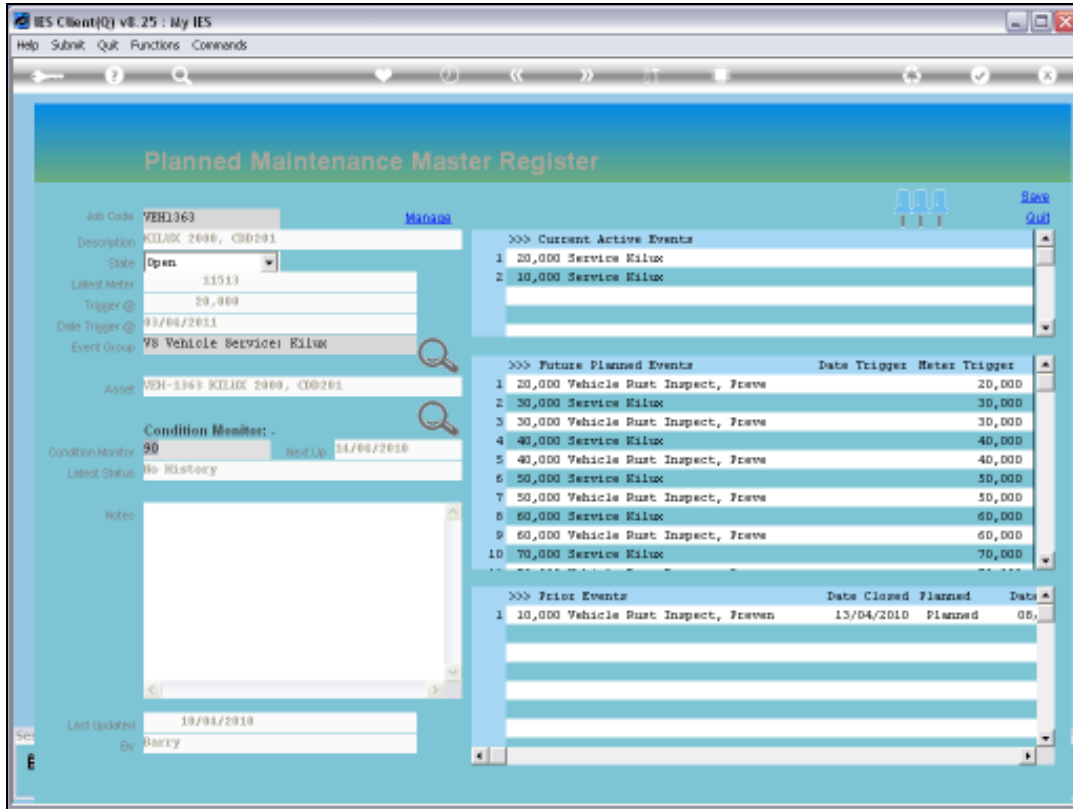 IES Client(Q) v8.25 : My IES
Help Submit Quit Functions Commands
Planned Maintenance Master Register
Save
Job Code VEH1363 Manage Quit
Description KILUX 2000, CDD201
State Open
Latest Meter 11513
Trigger @ 20,000
Date Trigger @ 03/04/2011
Event Group V8 Vehicle Service: Kilux
Asset VEH-1363 KILUX 2000, CDD201
Condition Monitor: -
Condition Monitor 90 Next Up 14/04/2010
Latest Status No History
Notes
Last Updated 10/04/2010
By Barry
>>> Current Active Events
1 20,000 Service Kilux
2 10,000 Service Kilux
>>> Future Planned Events Date Trigger Meter Trigger
1 20,000 Vehicle Rust Inspect, Preve 20,000
2 30,000 Service Kilux 30,000
3 30,000 Vehicle Rust Inspect, Preve 30,000
4 40,000 Service Kilux 40,000
5 40,000 Vehicle Rust Inspect, Preve 40,000
6 50,000 Service Kilux 50,000
7 50,000 Vehicle Rust Inspect, Preve 50,000
8 60,000 Service Kilux 60,000
9 60,000 Vehicle Rust Inspect, Preve 60,000
10 70,000 Service Kilux 70,000
>>> Prior Events Date Closed Planned Date
1 10,000 Vehicle Rust Inspect, Preven 13/04/2010 Planned 08,